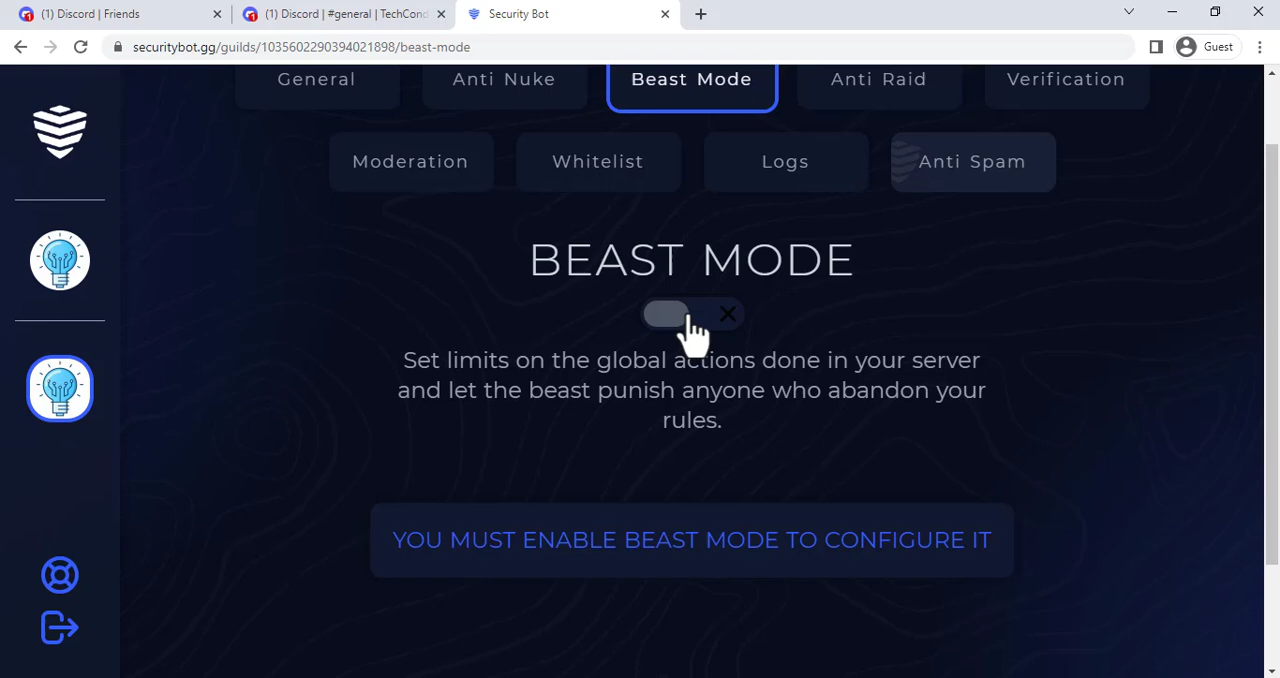 (1) Discord | Friends
(1) Discord | #general | TechCond
Security Bot
securitybot.gg/guilds/1035602290394021898/beast-mode
Guest
General
Anti Nuke
Beast Mode
Anti Raid
Verification
Moderation
Whitelist
Logs
Anti Spam
BEAST MODE
Set limits on the global actions done in your server
and let the beast punish anyone who abandon your
rules.
YOU MUST ENABLE BEAST MODE TO CONFIGURE IT